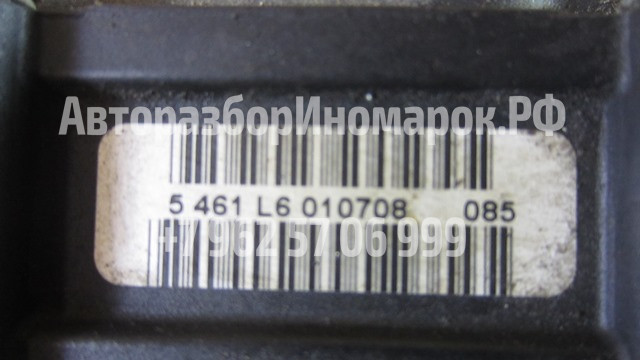 АвторазборИномарок.РФ
5 461 L6 010708 085
+7 962 57 06 999